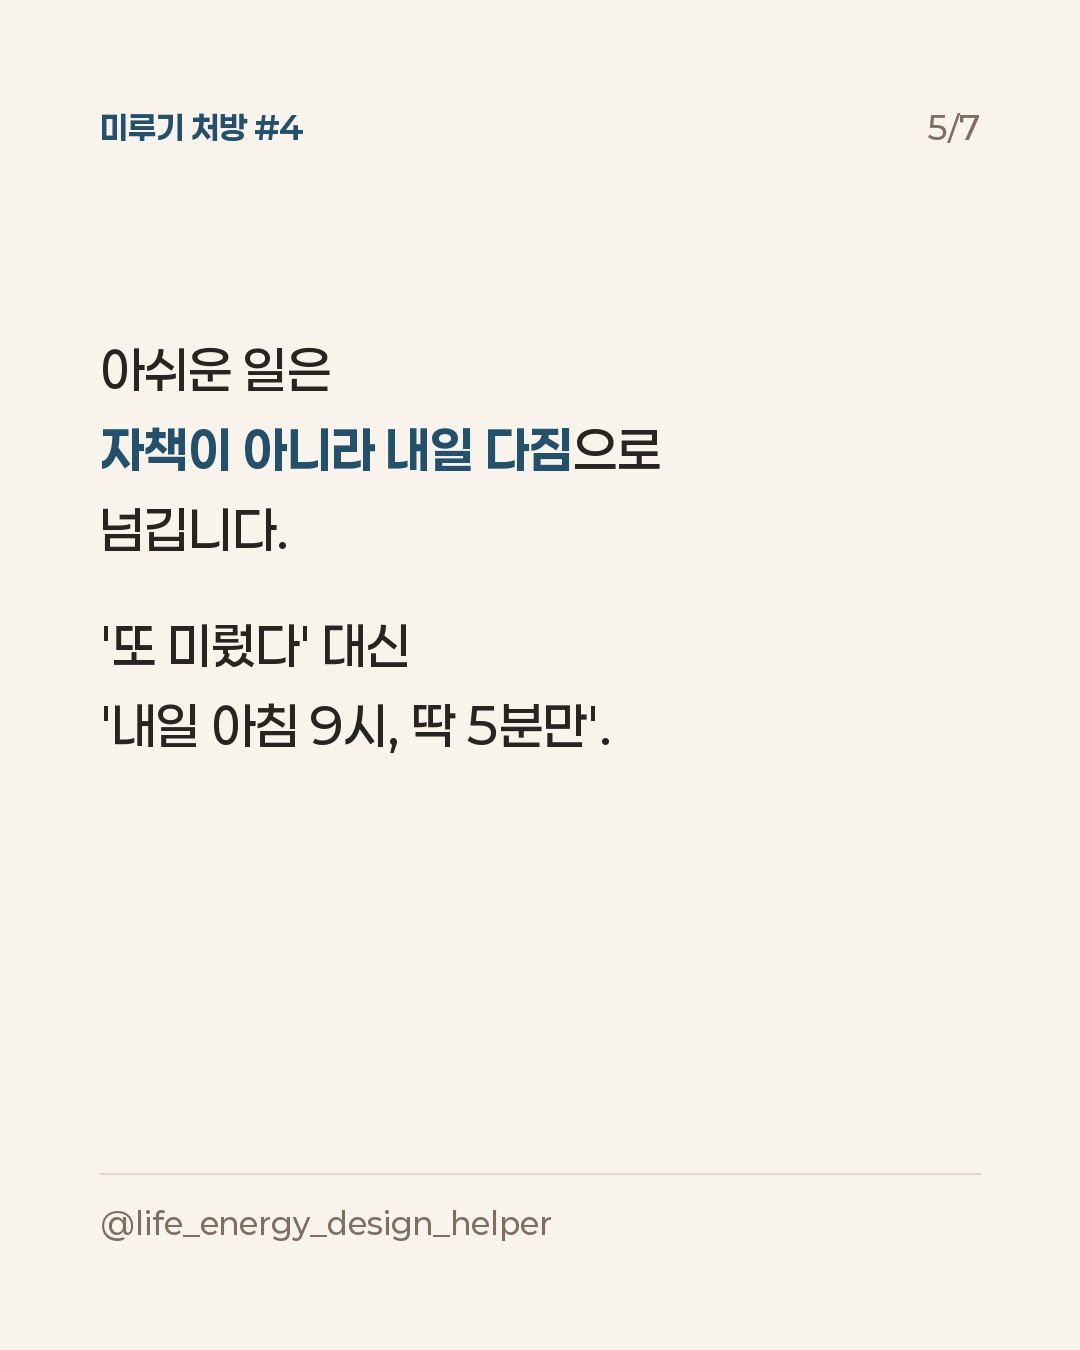 미루기 처방 #4
5/7
아쉬운 일은
자책이 아니라 내일 다짐으로
넘깁니다.
'또 미뤘다' 대신
'내일 아침 9시, 딱 5분만'.
@life_energy_design_helper